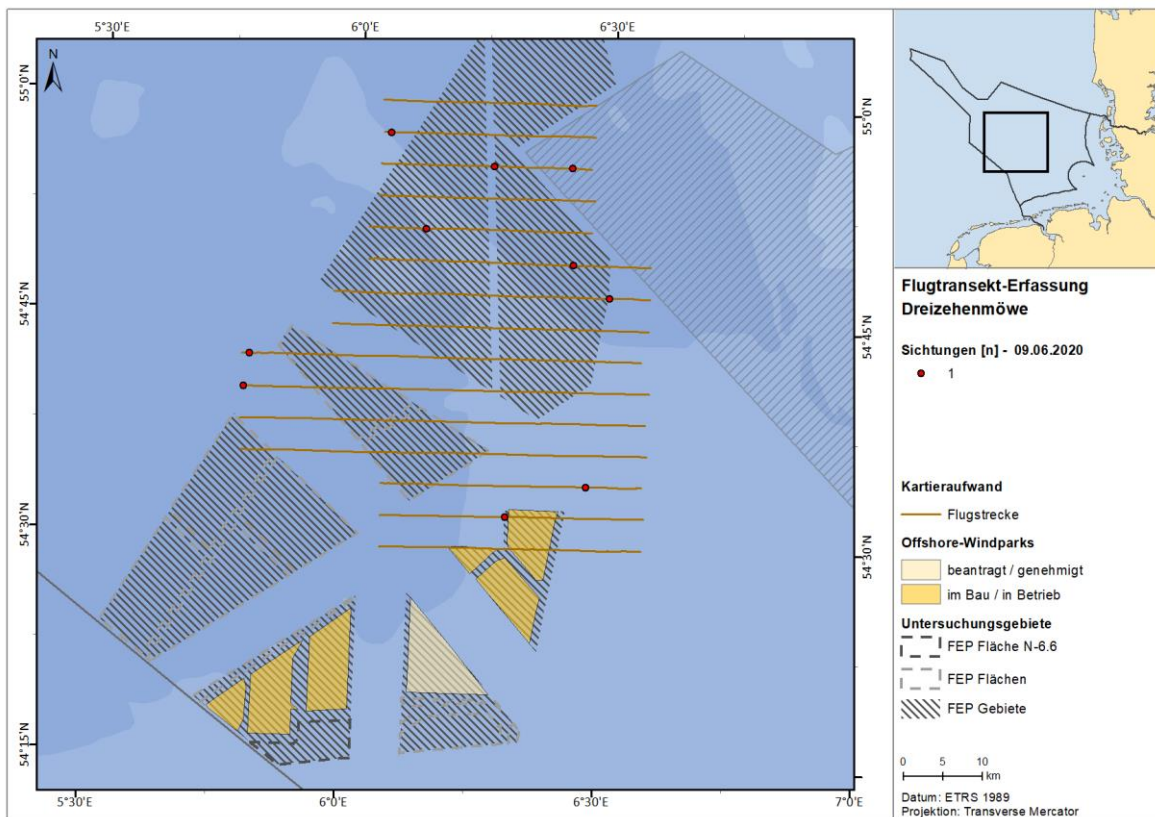 5°30'E
6°0'E
6°30'E
N
55°0'N
54°45'N
54°30'N
54°15'N
55°0'N
54°45'N
54°30'N
5°30'E
6°0'E
6°30'E
7°0'E
Flugtransekt-Erfassung
Dreizehenmöwe
Sichtungen [n] - 09.06.2020
1
Kartieraufwand
Flugstrecke
Offshore-Windparks
beantragt / genehmigt
im Bau / in Betrieb
Untersuchungsgebiete
FEP Fläche N-6.6
FEP Flächen
FEP Gebiete
0 5 10
km
Datum: ETRS 1989
Projektion: Transverse Mercator